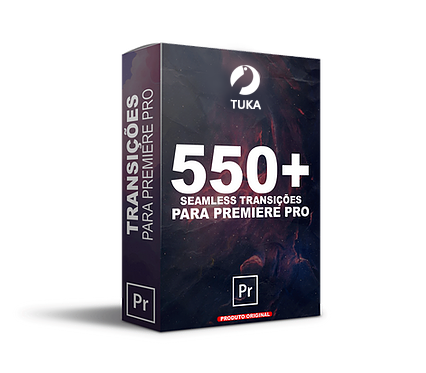 TRANSIÇÕES
PARA PREMIERE PRO
Pr
TUKA
550+
SEAMLESS TRANSIÇÕES
PARA PREMIERE PRO
Pr
PRODUTO ORIGINAL